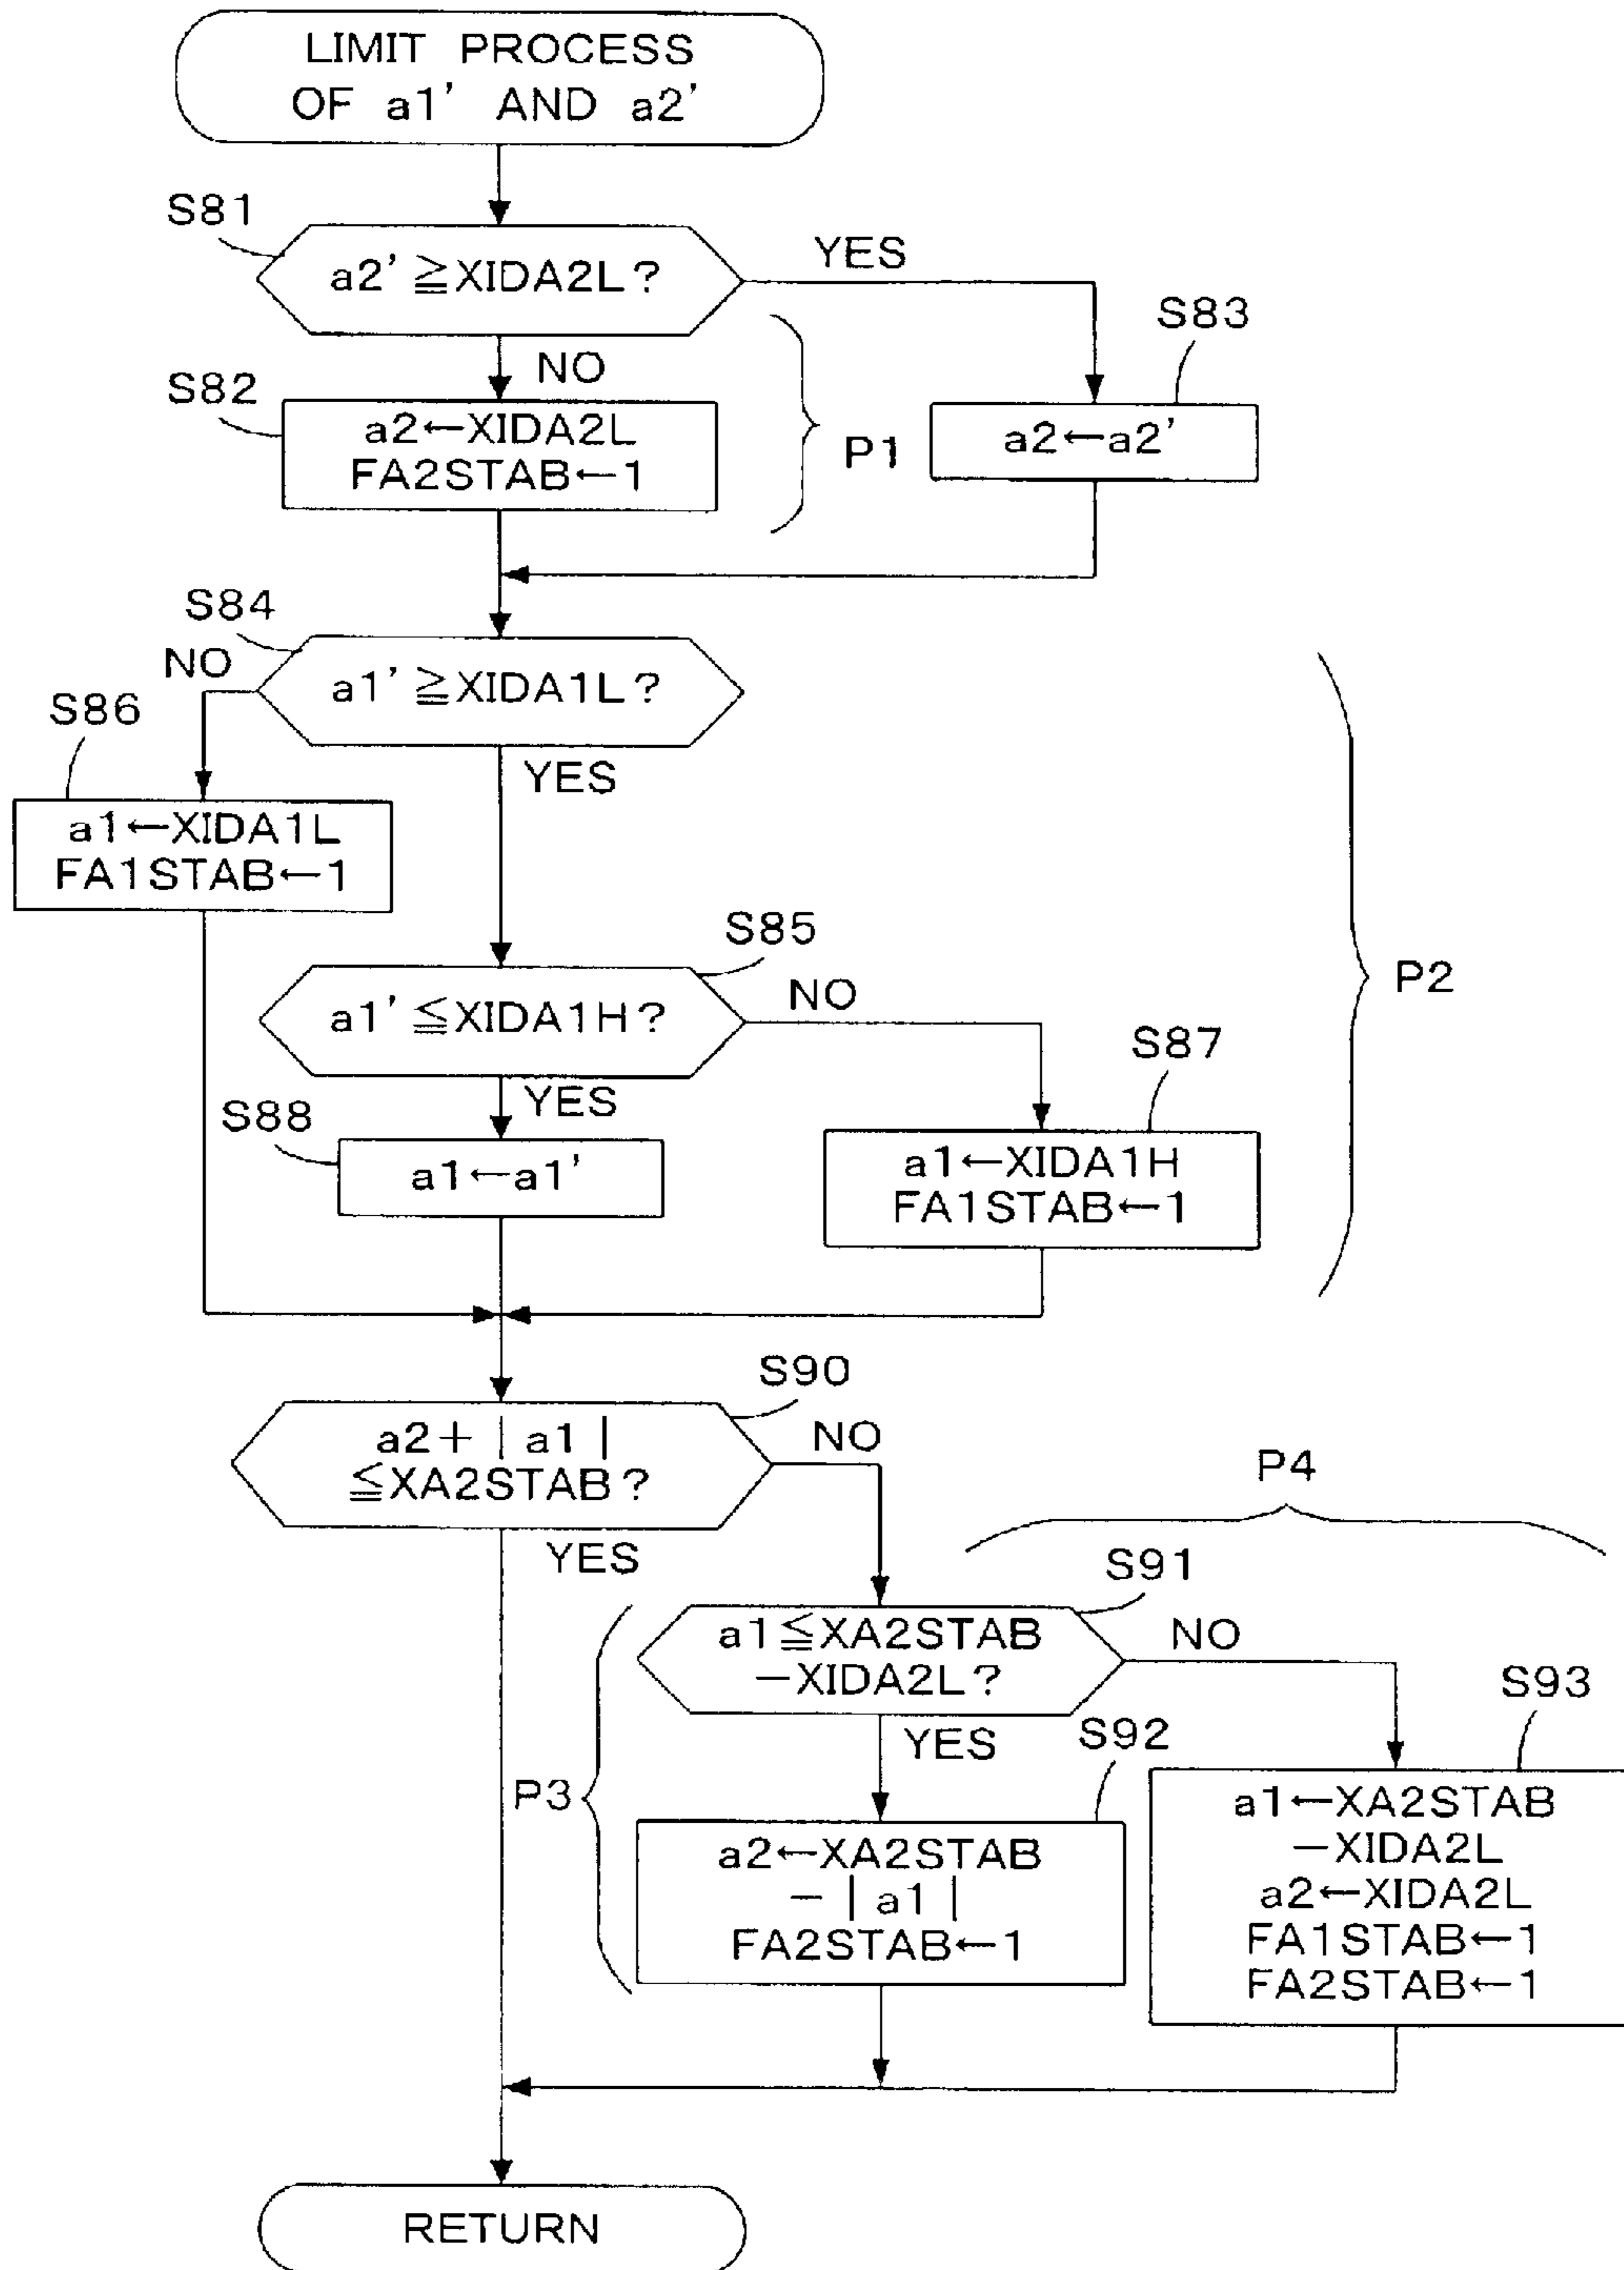 LIMIT PROCESS
OF a1' AND a2'
S81
a2' ≧XIDA2L?
YES
NO
S82
a2←XIDA2L
FA2STAB←1
P1
S83
a2←a2'
S84
NO
a1' ≧XIDA1L?
YES
S86
a1←XIDA1L
FA1STAB←1
S85
a1' ≦XIDA1H?
NO
YES
S87
a1←XIDA1H
FA1STAB←1
S88
a1←a1'
P2
S90
a2+ | a1 |
≦XA2STAB?
NO
YES
P4
S91
a1≦XA2STAB
−XIDA2L?
NO
YES
P3
S92
a2←XA2STAB
− | a1 |
FA2STAB←1
S93
a1←XA2STAB
−XIDA2L
a2←XIDA2L
FA1STAB←1
FA2STAB←1
RETURN